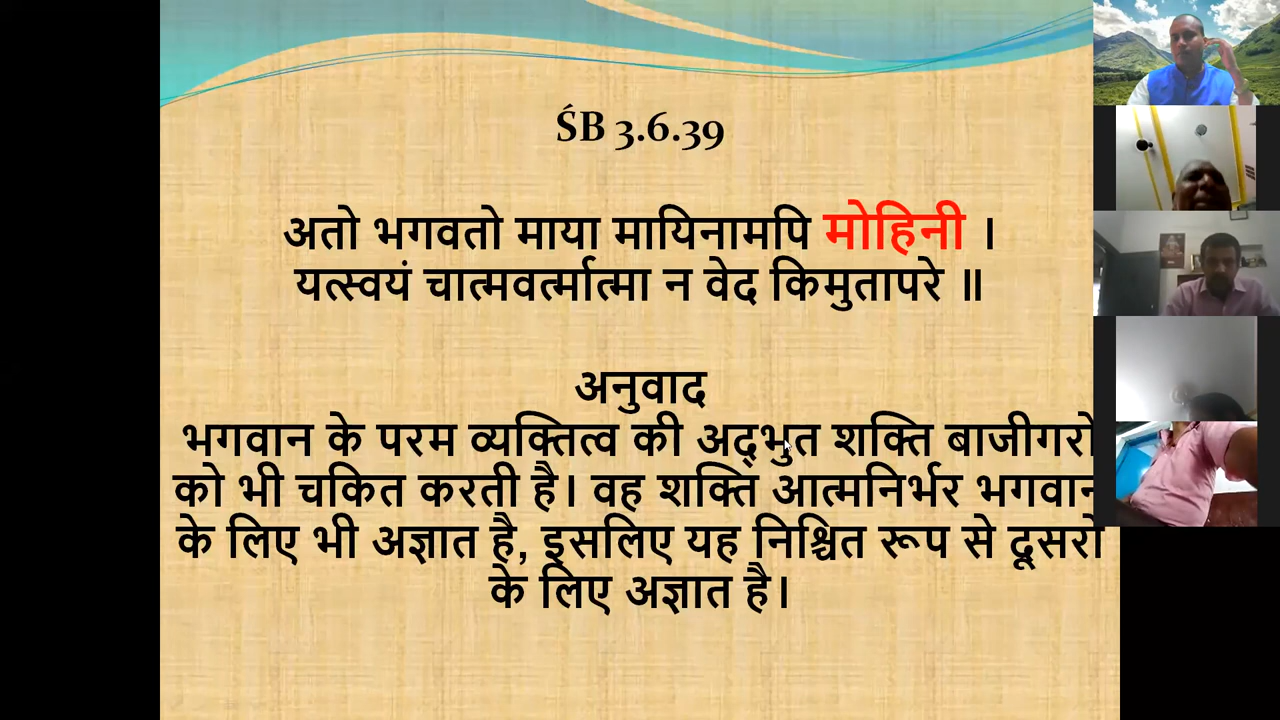 ŚB 3.6.39
अतो भगवतो माया मायिनामपि मोहिनी ।
यत्स्वयं चात्मवर्त्मात्मा न वेद किमुतापरे ॥
अनुवाद
भगवान के परम व्यक्तित्व की अद्भुत शक्ति बाजीगरो
को भी चकित करती है। वह शक्ति आत्मनिर्भर भगवान
के लिए भी अज्ञात है, इसलिए यह निश्चित रूप से दूसरो
के लिए अज्ञात है।